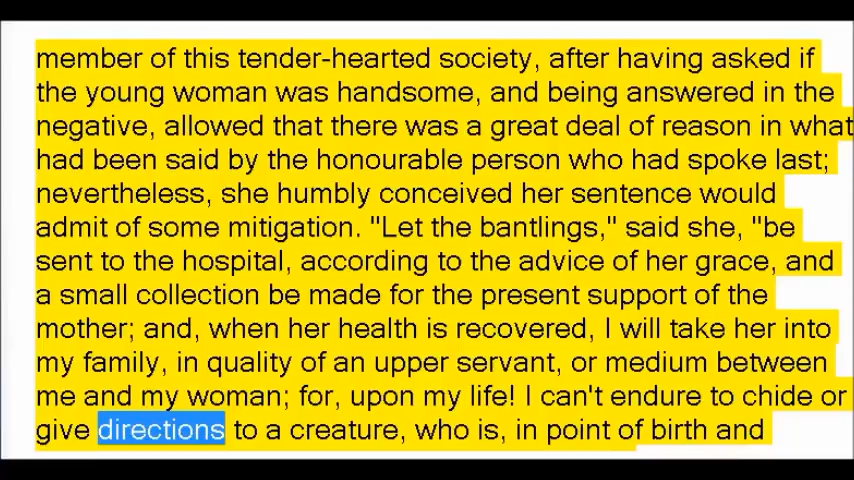 member of this tender-hearted society, after having asked if
the young woman was handsome, and being answered in the
negative, allowed that there was a great deal of reason in what
had been said by the honourable person who had spoke last;
nevertheless, she humbly conceived her sentence would
admit of some mitigation. "Let the bantlings," said she, "be
sent to the hospital, according to the advice of her grace, and
a small collection be made for the present support of the
mother; and, when her health is recovered, I will take her into
my family, in quality of an upper servant, or medium between
me and my woman; for, upon my life! I can't endure to chide or
give directions to a creature, who is, in point of birth and